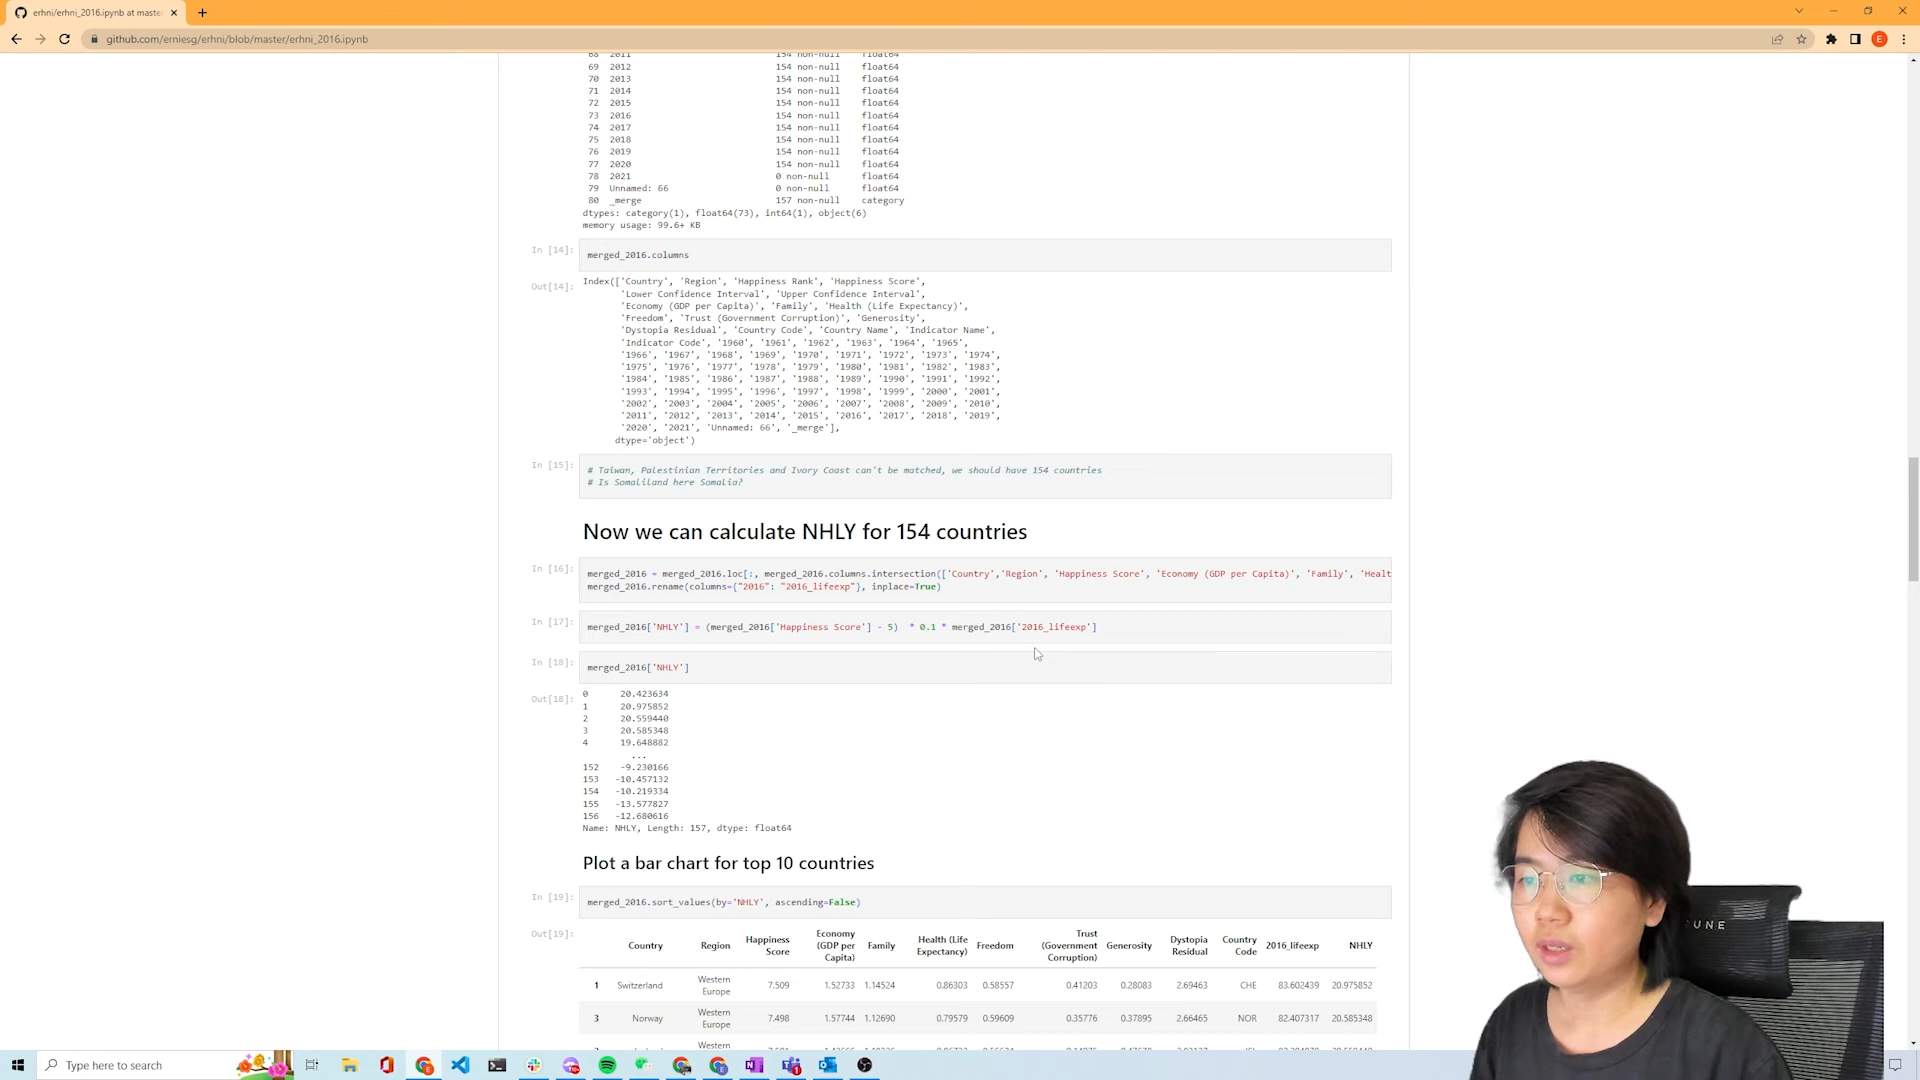 erhni/erhni_2016.ipynb at maste
github.com/erniesg/erhni/blob/master/erhni_2016.ipynb
E
68 2011 154 non-null float64
69 2012 154 non-null float64
70 2013 154 non-null float64
71 2014 154 non-null float64
72 2015 154 non-null float64
73 2016 154 non-null float64
74 2017 154 non-null float64
75 2018 154 non-null float64
76 2019 154 non-null float64
77 2020 154 non-null float64
78 2021 0 non-null float64
79 Unnamed: 66 0 non-null float64
80 _merge 157 non-null category
dtypes: category(1), float64(73), int64(1), object(6)
memory usage: 99.6+ KB
In [14]: merged_2016.columns
Out[14]: Index(['Country', 'Region', 'Happiness Rank', 'Happiness Score',
'Lower Confidence Interval', 'Upper Confidence Interval',
'Economy (GDP per Capita)', 'Family', 'Health (Life Expectancy)',
'Freedom', 'Trust (Government Corruption)', 'Generosity',
'Dystopia Residual', 'Country Code', 'Country Name', 'Indicator Name',
'Indicator Code', '1960', '1961', '1962', '1963', '1964', '1965',
'1966', '1967', '1968', '1969', '1970', '1971', '1972', '1973', '1974',
'1975', '1976', '1977', '1978', '1979', '1980', '1981', '1982', '1983',
'1984', '1985', '1986', '1987', '1988', '1989', '1990', '1991', '1992',
'1993', '1994', '1995', '1996', '1997', '1998', '1999', '2000', '2001',
'2002', '2003', '2004', '2005', '2006', '2007', '2008', '2009', '2010',
'2011', '2012', '2013', '2014', '2015', '2016', '2017', '2018', '2019',
'2020', '2021', 'Unnamed: 66', '_merge'],
dtype='object')
In [15]: # Taiwan, Palestinian Territories and Ivory Coast can't be matched, we should have 154 countries
# Is Somaliland here Somalia?
Now we can calculate NHLY for 154 countries
In [16]: merged_2016 = merged_2016.loc[:, merged_2016.columns.intersection(['Country','Region', 'Happiness Score', 'Economy (GDP per Capita)', 'Family', 'Healt
merged_2016.rename(columns={"2016": "2016_lifeexp"}, inplace=True)
In [17]: merged_2016['NHLY'] = (merged_2016['Happiness Score'] - 5) * 0.1 * merged_2016['2016_lifeexp']
In [18]: merged_2016['NHLY']
Out[18]: 0 20.423634
1 20.975852
2 20.559440
3 20.585348
4 19.648882
...
152 -9.230166
153 -10.457132
154 -10.219334
155 -13.577827
156 -12.680616
Name: NHLY, Length: 157, dtype: float64
Plot a bar chart for top 10 countries
In [19]: merged_2016.sort_values(by='NHLY', ascending=False)
Out[19]: Country Region Happiness Score Economy (GDP per Capita) Family Health (Life Expectancy) Freedom Trust (Government Corruption) Generosity Dystopia Residual Country Code 2016_lifeexp NHLY
1 Switzerland Western Europe 7.509 1.52733 1.14524 0.86303 0.58557 0.41203 0.28083 2.69463 CHE 83.602439 20.975852
3 Norway Western Europe 7.498 1.57744 1.12690 0.79579 0.59609 0.35776 0.37895 2.66465 NOR 82.407317 20.585348
Western
UNE
Type here to search